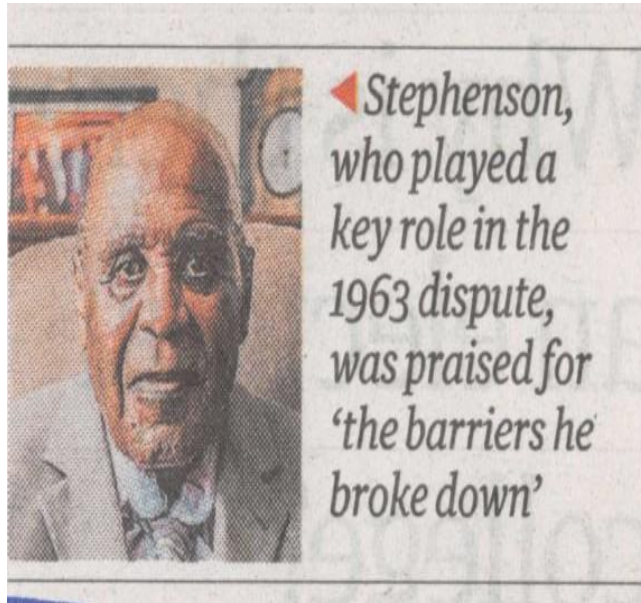 Stephenson,
who played a
key role in the
1963 dispute,
was praised for
‘the barriers he
broke down’